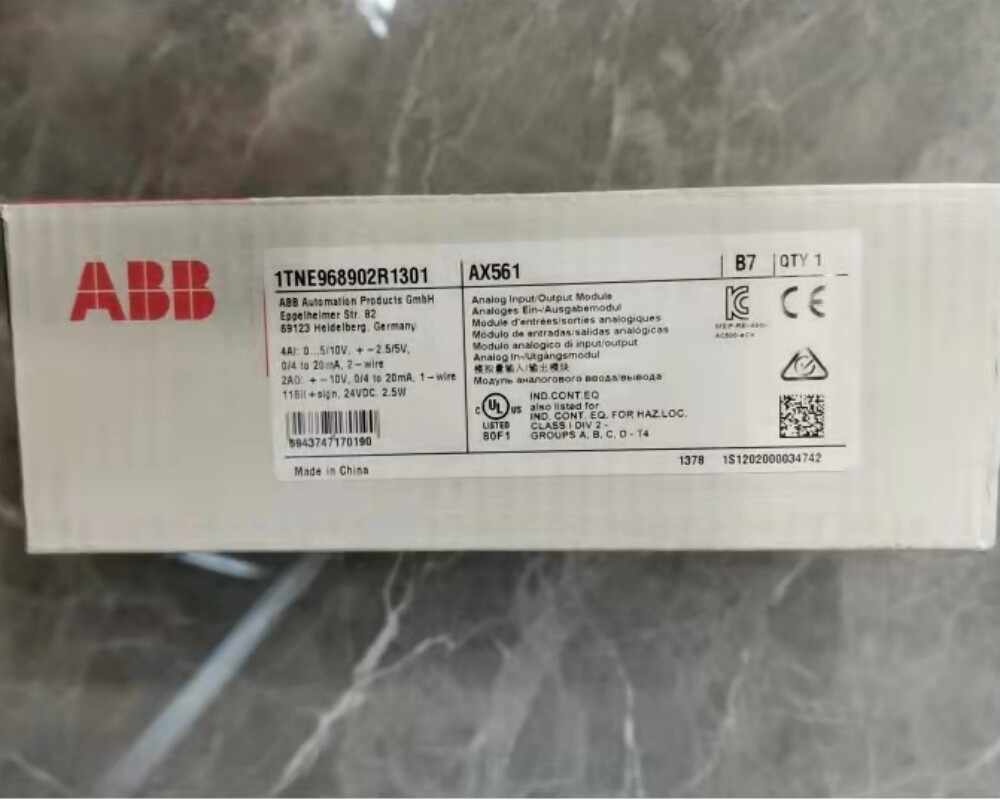 ABB
1TNE968902R1301
AX561
B7
QTY 1
ABB Automation Products GmbH
Eppelheimer Str. 82
69123 Heidelberg, Germany
4AI: 0...5/10V, +-2.5/5V,
0/4 to 20mA, 2-wire
2AO: +-10V, 0/4 to 20mA, 1-wire
11Bit+sign, 24VDC, 2.5W
6943747170190
Made in China
Analog Input/Output Module
Analoges Ein-/Ausgabemodul
Module d'entrées/sorties analogiques
Módulo de entradas/salidas analógicas
Modulo analogico di input/output
Analog In-/Utgångsmodul
模拟量输入/输出模块
Модуль аналогового ввода/вывода
C UL US
LISTED
80F1
IND.CONT.EQ
also listed for
IND. CONT. EQ. FOR HAZ.LOC.
CLASS I DIV 2 -
GROUPS A, B, C, D - T4
CE
1378 1S1202000034742